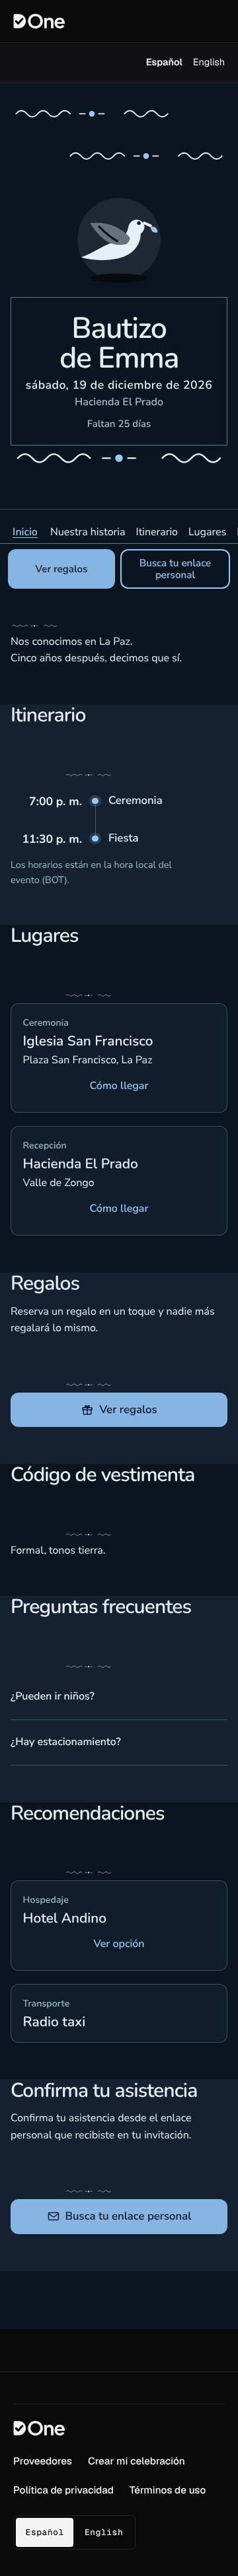 One
Español English
Bautizo
de Emma
sábado, 19 de diciembre de 2026
Hacienda El Prado
Faltan 25 días
Inicio Nuestra historia Itinerario Lugares
Ver regalos
Busca tu enlace
personal
Nos conocimos en La Paz.
Cinco años después, decimos que sí.
Itinerario
7:00 p. m. Ceremonia
11:30 p. m. Fiesta
Los horarios están en la hora local del
evento (BOT).
Lugares
Ceremonia
Iglesia San Francisco
Plaza San Francisco, La Paz
Cómo llegar
Recepción
Hacienda El Prado
Valle de Zongo
Cómo llegar
Regalos
Reserva un regalo en un toque y nadie más
regalará lo mismo.
Ver regalos
Código de vestimenta
Formal, tonos tierra.
Preguntas frecuentes
¿Pueden ir niños?
¿Hay estacionamiento?
Recomendaciones
Hospedaje
Hotel Andino
Ver opción
Transporte
Radio taxi
Confirma tu asistencia
Confirma tu asistencia desde el enlace
personal que recibiste en tu invitación.
Busca tu enlace personal
One
Proveedores Crear mi celebración
Política de privacidad Términos de uso
Español English